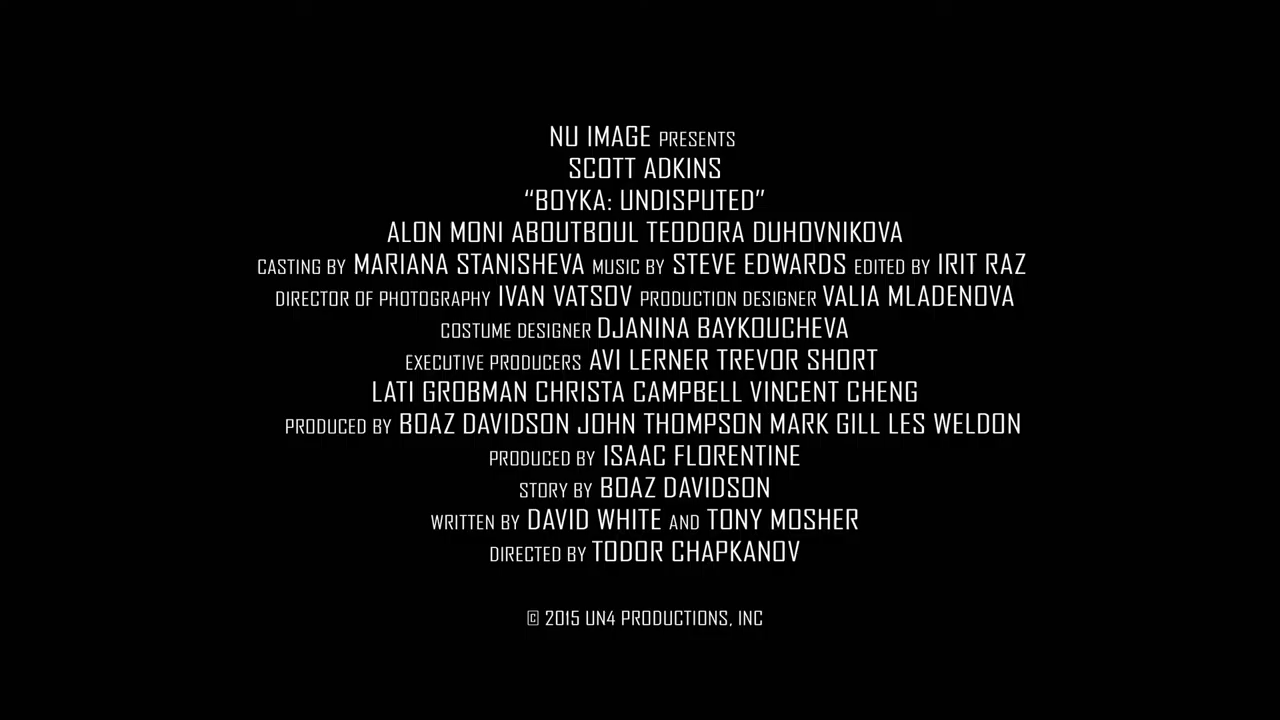 NU IMAGE PRESENTS
SCOTT ADKINS
“BOYKA: UNDISPUTED”
ALON MONI ABOUTBOUL TEODORA DUHOVNIKOVA
CASTING BY MARIANA STANISHEVA MUSIC BY STEVE EDWARDS EDITED BY IRIT RAZ
DIRECTOR OF PHOTOGRAPHY IVAN VATSOV PRODUCTION DESIGNER VALIA MLADENOVA
COSTUME DESIGNER DJANINA BAYKOUCHEVA
EXECUTIVE PRODUCERS AVI LERNER TREVOR SHORT
LATI GROBMAN CHRISTA CAMPBELL VINCENT CHENG
PRODUCED BY BOAZ DAVIDSON JOHN THOMPSON MARK GILL LES WELDON
PRODUCED BY ISAAC FLORENTINE
STORY BY BOAZ DAVIDSON
WRITTEN BY DAVID WHITE AND TONY MOSHER
DIRECTED BY TODOR CHAPKANOV
© 2015 UN4 PRODUCTIONS, INC